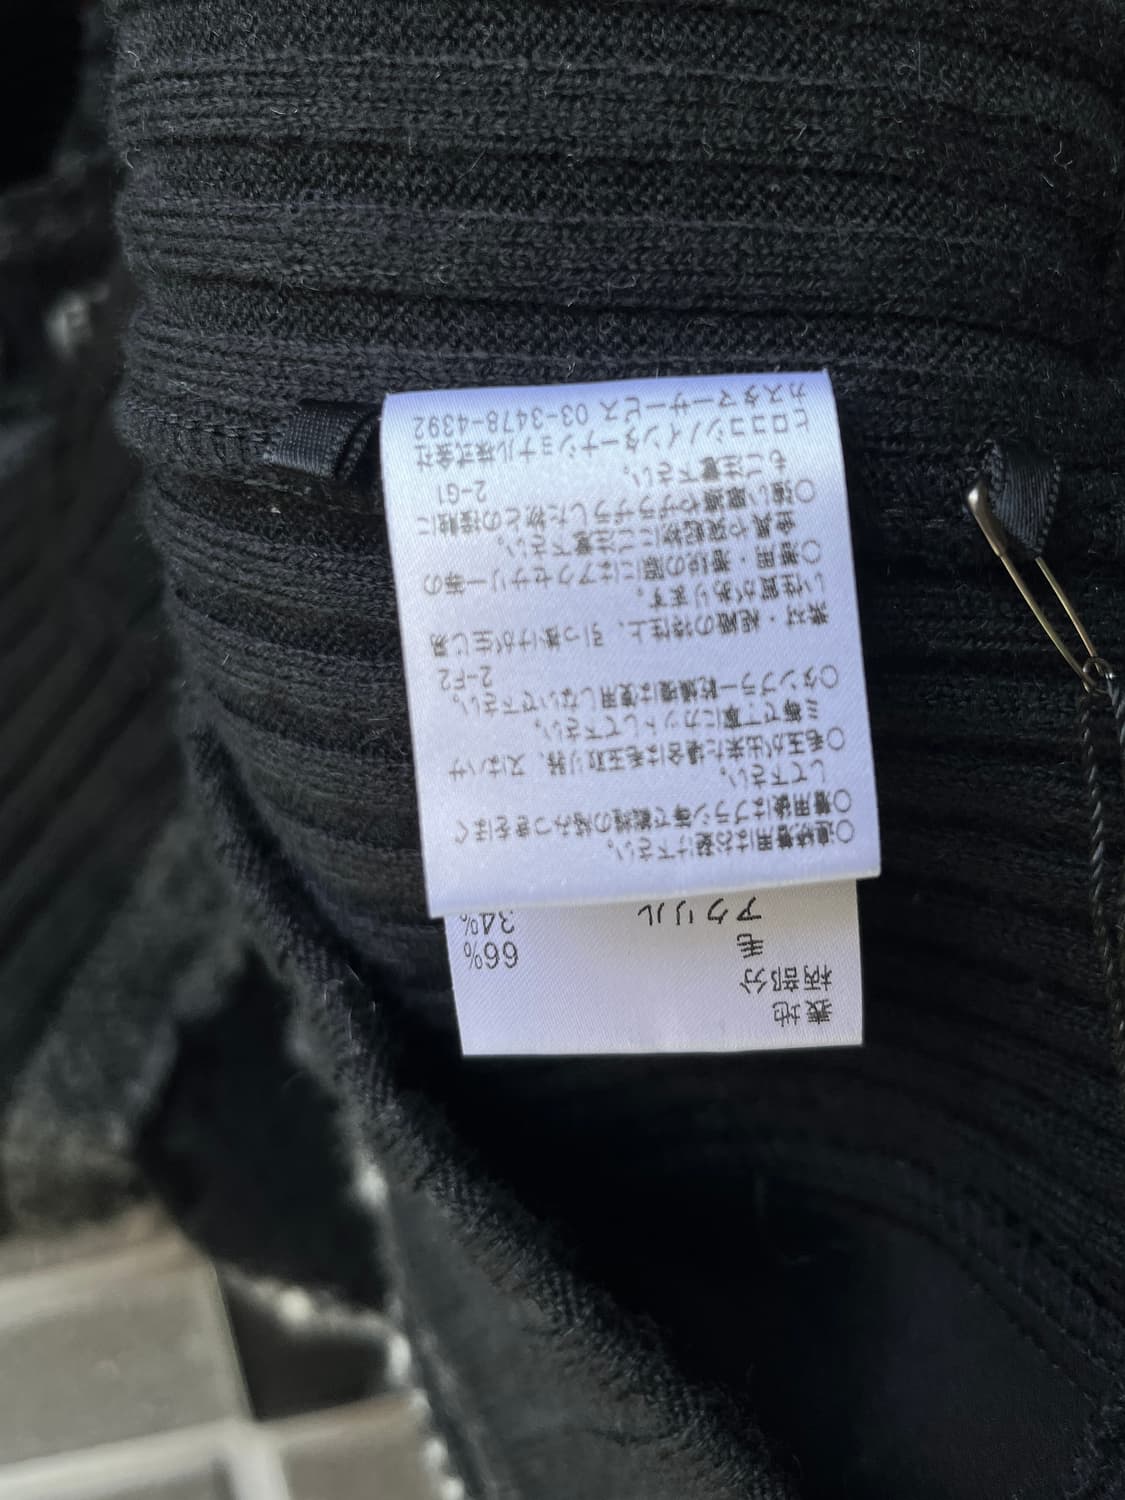 表地
柄部分
毛 66%
アクリル 34%
○連続着用はお避け下さい。
○着用後はブラシ等で繊維の絡みつきをほぐ
して下さい。
○毛玉が出来た場合は毛玉取り器、又はハサ
ミ等で丁寧にカットして下さい。
○タンブラー乾燥機は使用しないで下さい。
2-F2
素材・組織の特性上、引っ掛けが生じ易
い性質があります。
○着用・着脱の際にはアクセサリー等の
金具や突起物にご注意下さい。
○強い摩擦やザラザラした物との接触に
もご注意下さい。
2-G1
ヒロココシノインターナショナル株式会社
カスタマーサービス 03-3478-4392